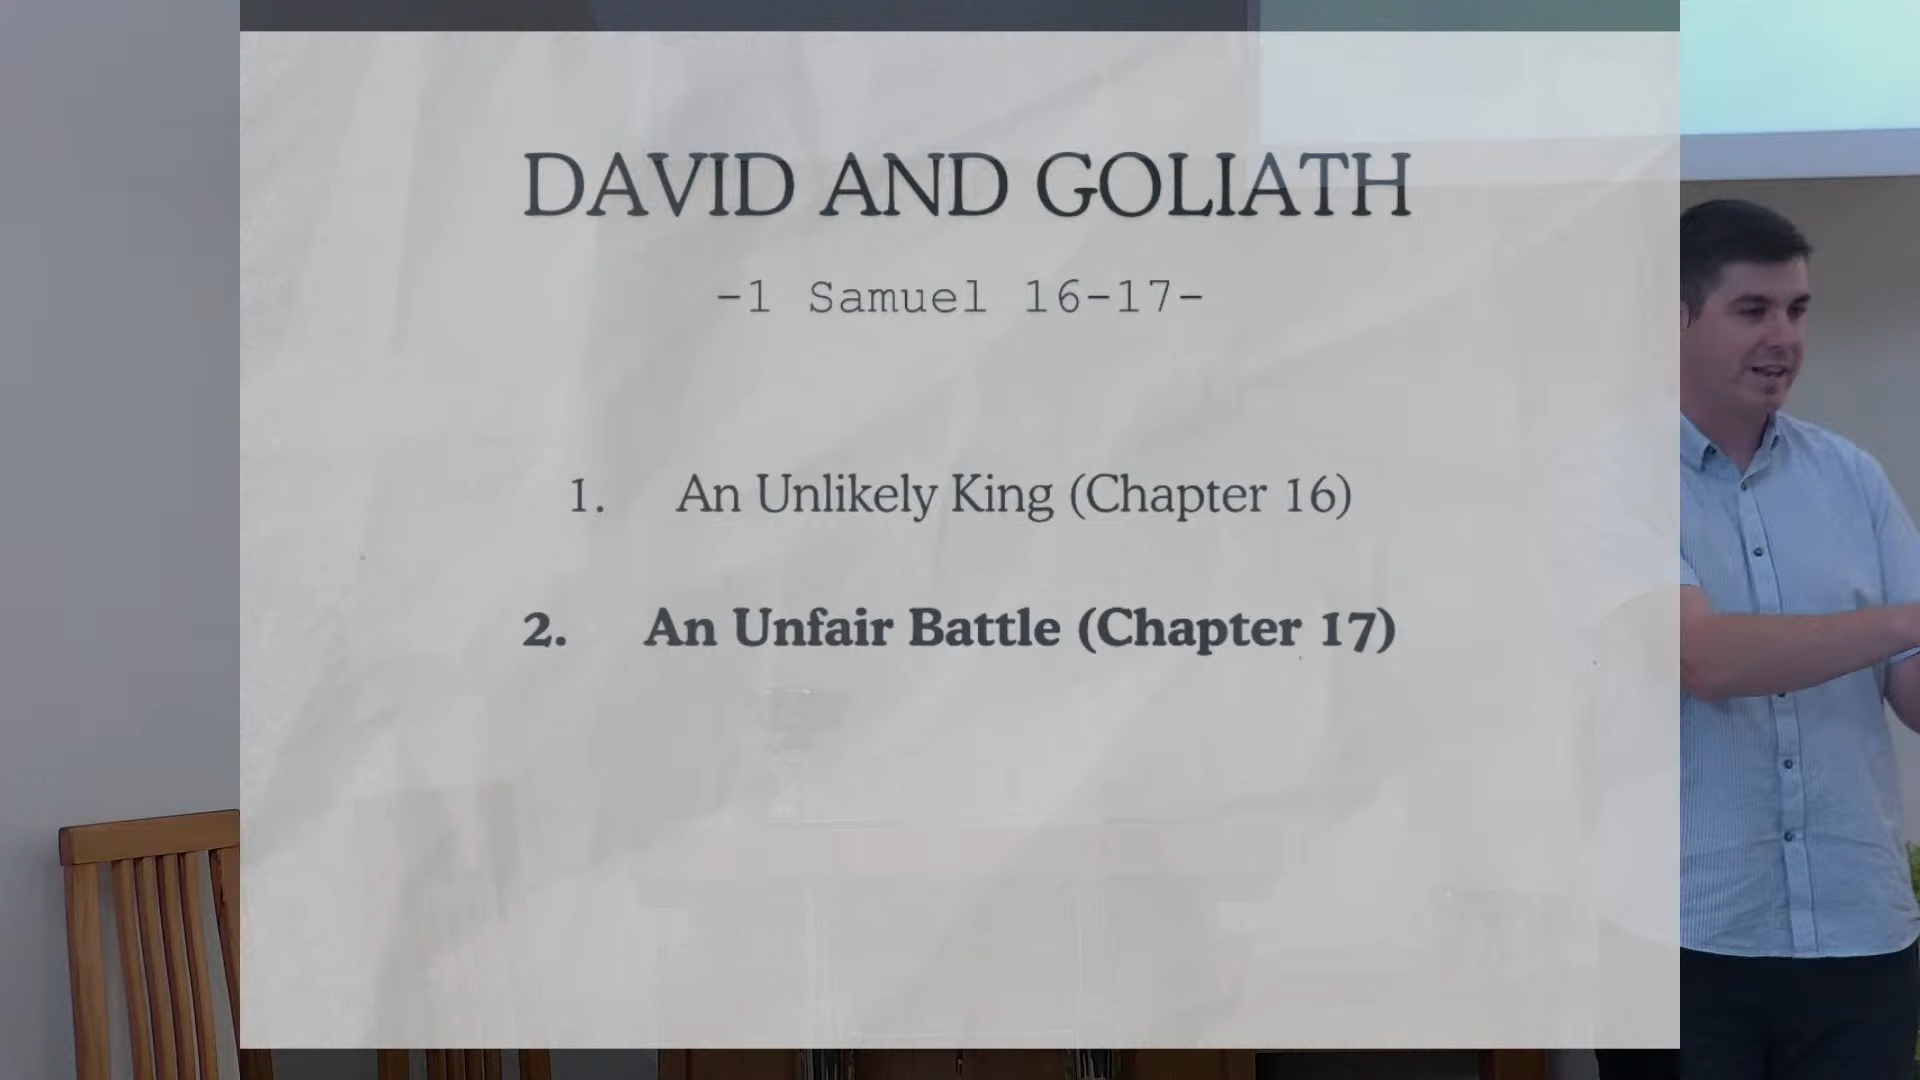 DAVID AND GOLIATH
-1 Samuel 16-17-
1. An Unlikely King (Chapter 16)
2. An Unfair Battle (Chapter 17)